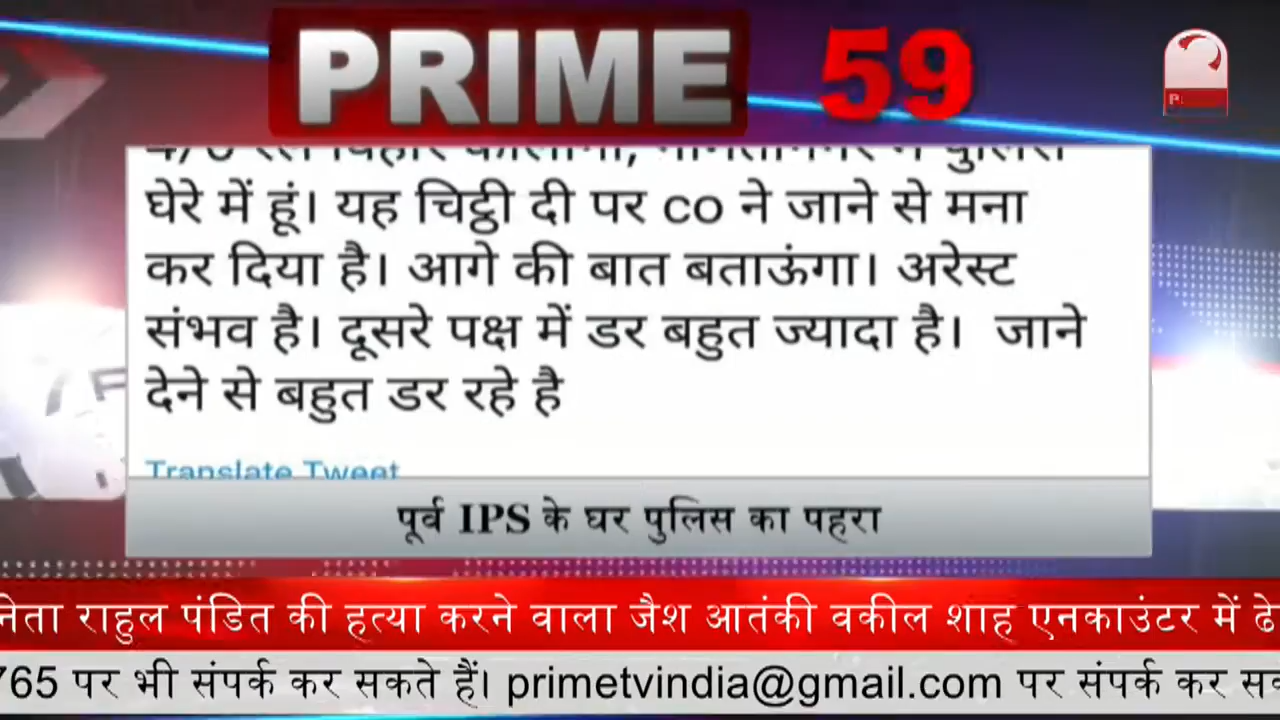 PRIME 59
घेरे में हूं। यह चिट्ठी दी पर co ने जाने से मना
कर दिया है। आगे की बात बताऊंगा। अरेस्ट
संभव है। दूसरे पक्ष में डर बहुत ज्यादा है। जाने
देने से बहुत डर रहे है
Translate Tweet
पूर्व IPS के घर पुलिस का पहरा
नेता राहुल पंडित की हत्या करने वाला जैश आतंकी वकील शाह एनकाउंटर में ढे
765 पर भी संपर्क कर सकते हैं। primetvindia@gmail.com पर संपर्क कर सक